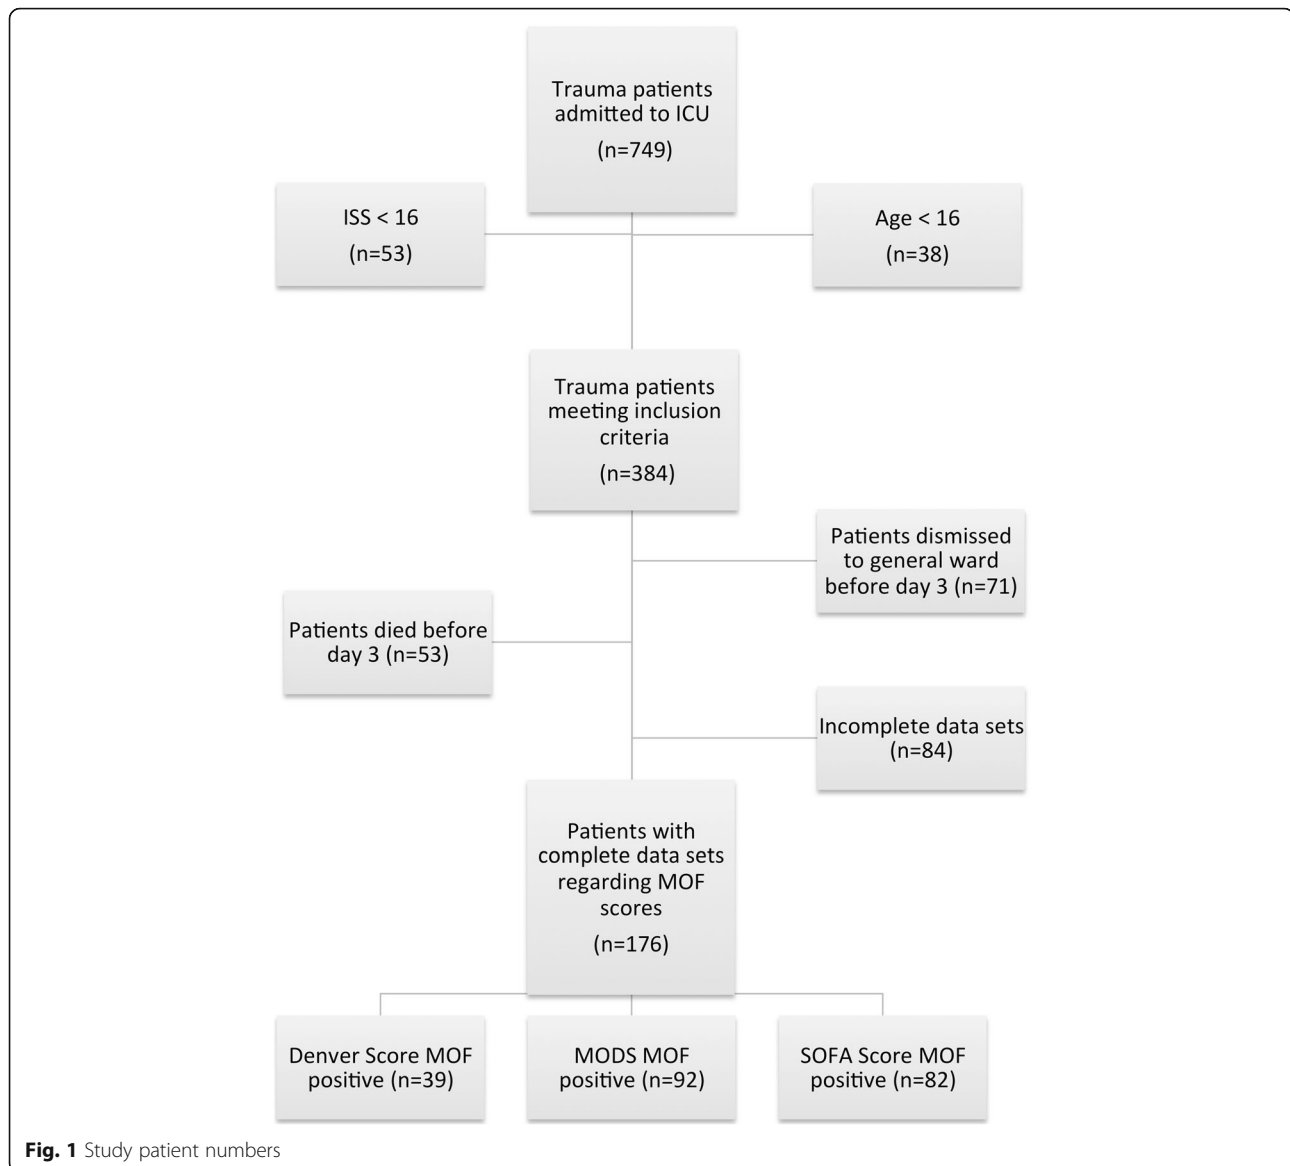 Trauma patients
admitted to ICU
(n=749)
ISS < 16
(n=53)
Age < 16
(n=38)
Trauma patients
meeting inclusion
criteria
(n=384)
Patients dismissed
to general ward
before day 3 (n=71)
Patients died before
day 3 (n=53)
Incomplete data sets
(n=84)
Patients with
complete data sets
regarding MOF
scores
(n=176)
Denver Score MOF
positive (n=39)
MODS MOF
positive (n=92)
SOFA Score MOF
positive (n=82)
Fig. 1 Study patient numbers